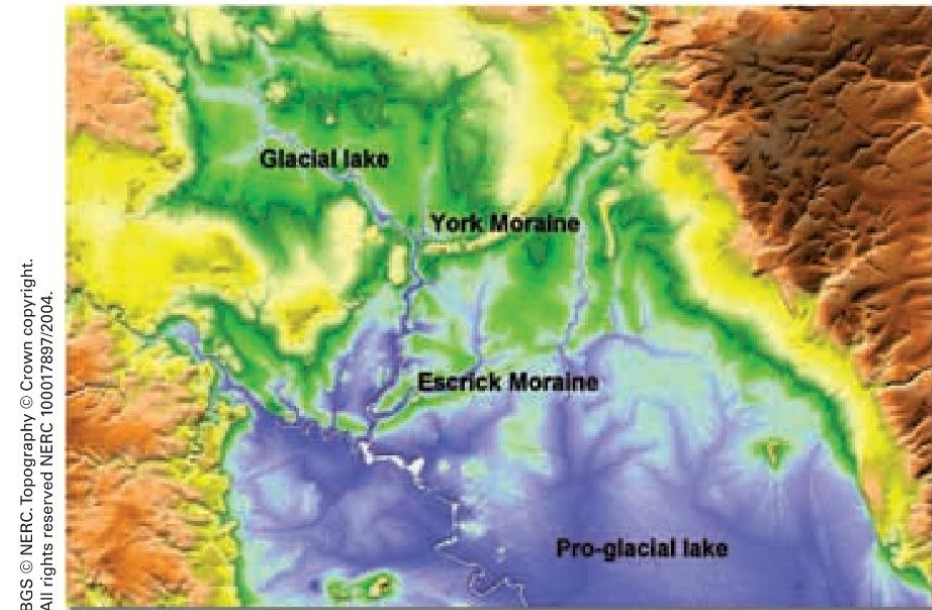 BGS © NERC. Topography © Crown copyright.
All rights reserved NERC 100017897/2004.
Glacial lake
York Moraine
Escrick Moraine
Pro-glacial lake